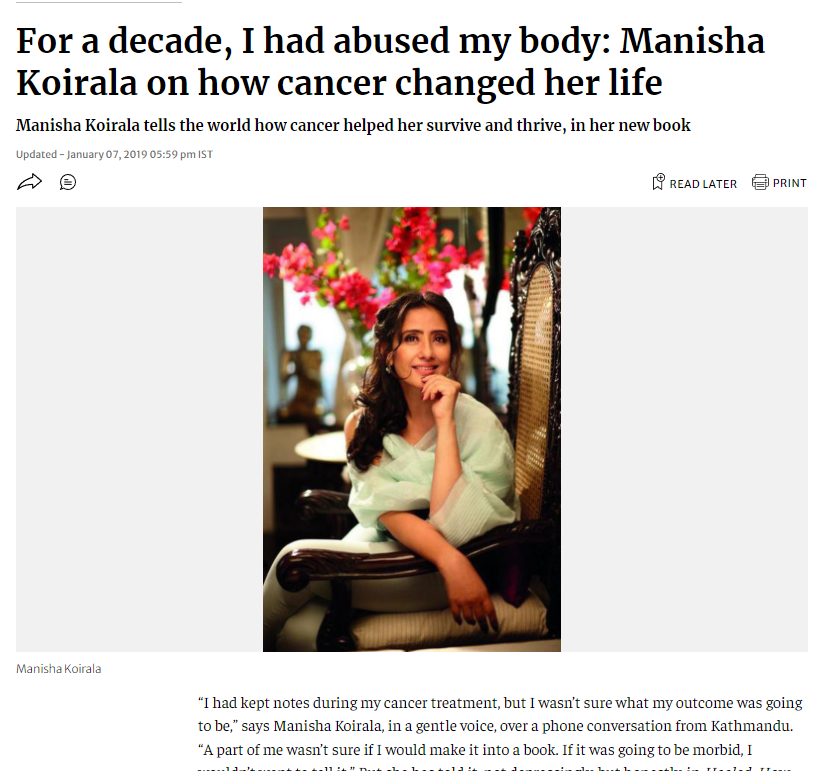 For a decade, I had abused my body: Manisha
Koirala on how cancer changed her life
Manisha Koirala tells the world how cancer helped her survive and thrive, in her new book
Updated - January 07, 2019 05:59 pm IST
READ LATER PRINT
Manisha Koirala
“I had kept notes during my cancer treatment, but I wasn’t sure what my outcome was going
to be,” says Manisha Koirala, in a gentle voice, over a phone conversation from Kathmandu.
“A part of me wasn’t sure if I would make it into a book. If it was going to be morbid, I